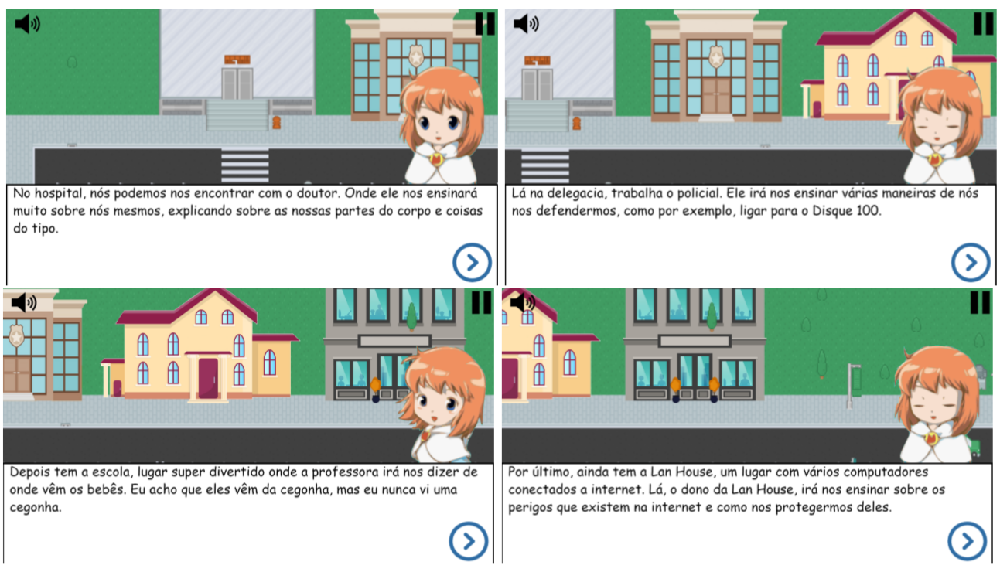 No hospital, nós podemos nos encontrar com o doutor. Onde ele nos ensinará
muito sobre nós mesmos, explicando sobre as nossas partes do corpo e coisas
do tipo.
Lá na delegacia, trabalha o policial. Ele irá nos ensinar várias maneiras de nós
nos defendermos, como por exemplo, ligar para o Disque 100.
Depois tem a escola, lugar super divertido onde a professora irá nos dizer de
onde vêm os bebês. Eu acho que eles vêm da cegonha, mas eu nunca vi uma
cegonha.
Por último, ainda tem a Lan House, um lugar com vários computadores
conectados a internet. Lá, o dono da Lan House, irá nos ensinar sobre os
perigos que existem na internet e como nos protegermos deles.